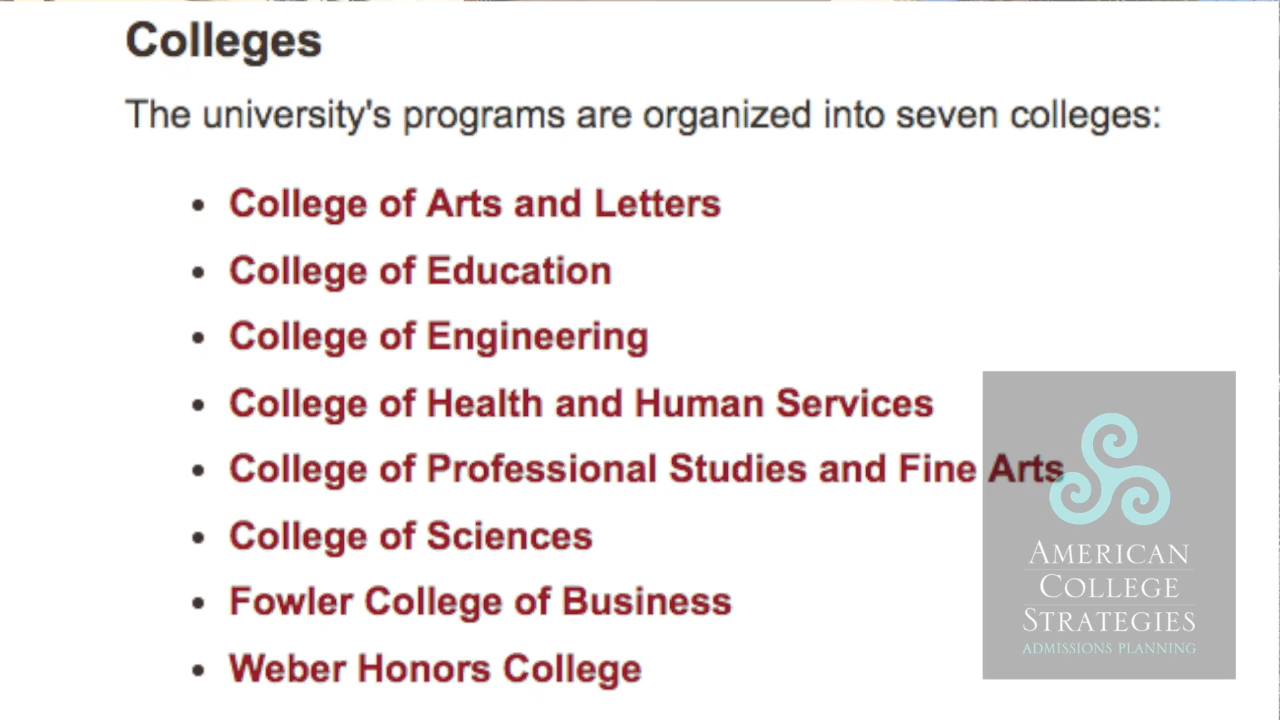 Colleges
The university's programs are organized into seven colleges:
College of Arts and Letters
College of Education
College of Engineering
College of Health and Human Services
College of Professional Studies and Fine Arts
College of Sciences
Fowler College of Business
Weber Honors College
AMERICAN
COLLEGE
STRATEGIES
ADMISSIONS PLANNING